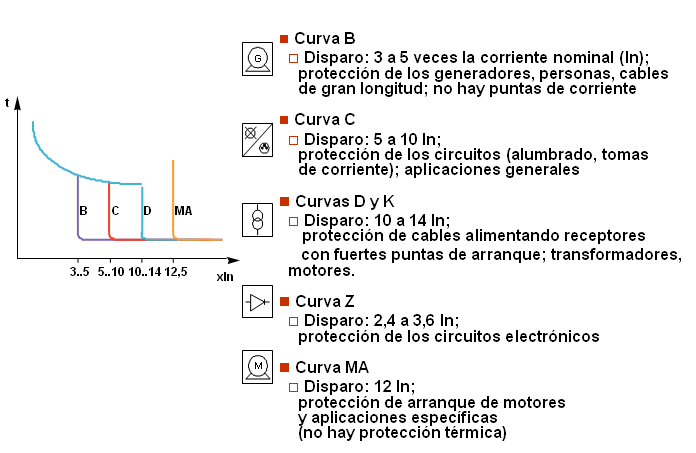 Curva B
Disparo: 3 a 5 veces la corriente nominal (In);
protección de los generadores, personas, cables
de gran longitud; no hay puntas de corriente
G
t
Curva C
Disparo: 5 a 10 In;
protección de los circuitos (alumbrado, tomas
de corriente); aplicaciones generales
B C D MA
3..5 5..10 10..14 12,5
xIn
Curvas D y K
Disparo: 10 a 14 In;
protección de cables alimentando receptores
con fuertes puntas de arranque; transformadores,
motores.
Curva Z
Disparo: 2,4 a 3,6 In;
protección de los circuitos electrónicos
M
Curva MA
Disparo: 12 In;
protección de arranque de motores
y aplicaciones específicas
(no hay protección térmica)